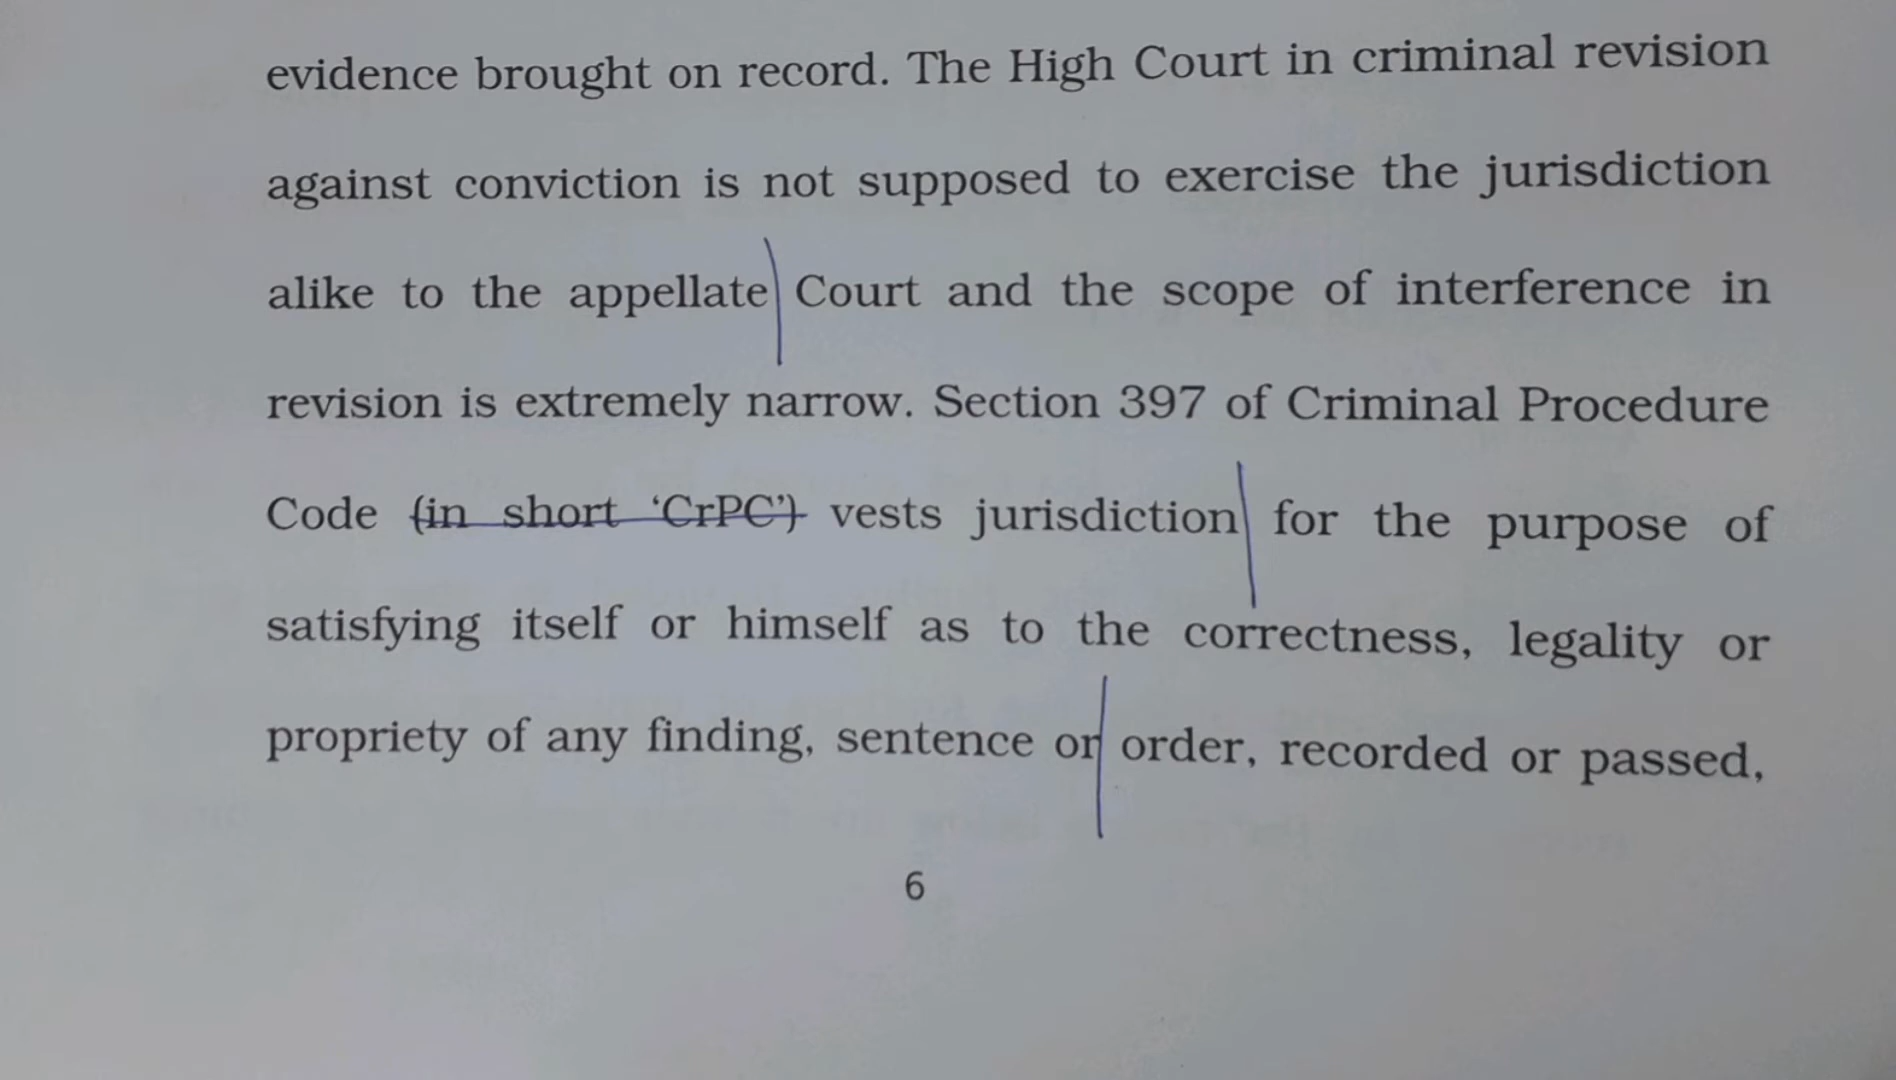 evidence brought on record. The High Court in criminal revision
against conviction is not supposed to exercise the jurisdiction
alike to the appellate Court and the scope of interference in
revision is extremely narrow. Section 397 of Criminal Procedure
Code (in short ‘CrPC’) vests jurisdiction for the purpose of
satisfying itself or himself as to the correctness, legality or
propriety of any finding, sentence or order, recorded or passed,
6